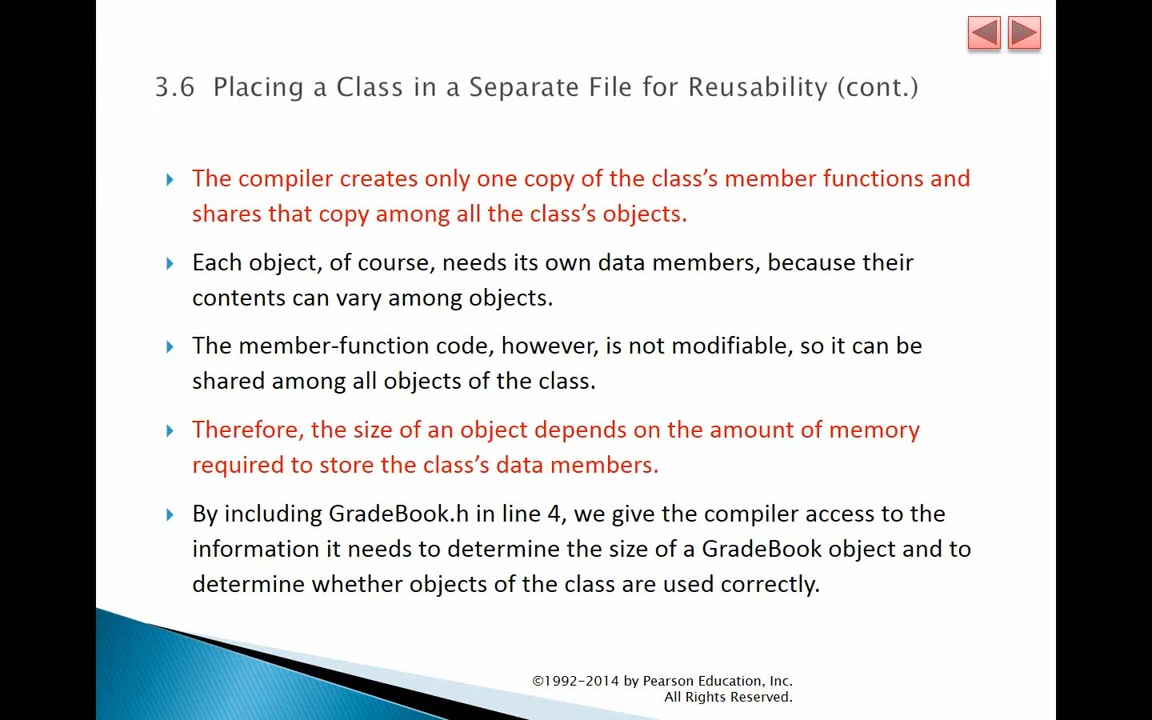 3.6 Placing a Class in a Separate File for Reusability (cont.)
The compiler creates only one copy of the class’s member functions and
shares that copy among all the class’s objects.
Each object, of course, needs its own data members, because their
contents can vary among objects.
The member-function code, however, is not modifiable, so it can be
shared among all objects of the class.
Therefore, the size of an object depends on the amount of memory
required to store the class’s data members.
By including GradeBook.h in line 4, we give the compiler access to the
information it needs to determine the size of a GradeBook object and to
determine whether objects of the class are used correctly.
©1992-2014 by Pearson Education, Inc.
All Rights Reserved.